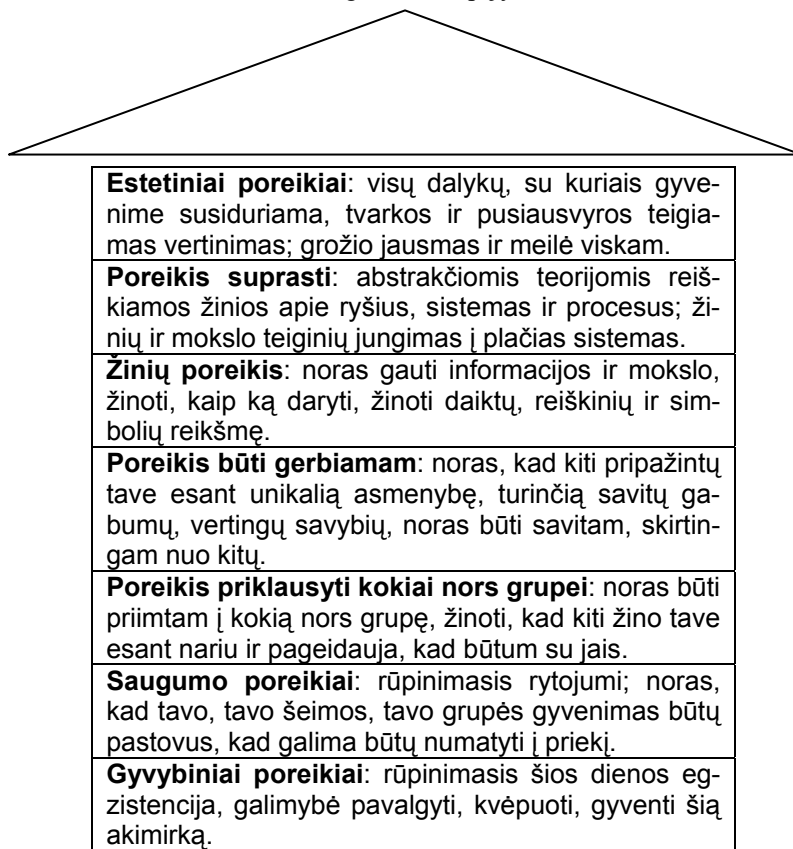 Estetiniai poreikiai: visų dalykų, su kuriais gyve-
nime susiduriama, tvarkos ir pusiausvyros teigia-
mas vertinimas; grožio jausmas ir meilė viskam.
Poreikis suprasti: abstrakčiomis teorijomis reiš-
kiamos žinios apie ryšius, sistemas ir procesus; ži-
nių ir mokslo teiginių jungimas į plačias sistemas.
Žinių poreikis: noras gauti informacijos ir mokslo,
žinoti, kaip ką daryti, žinoti daiktų, reiškinių ir sim-
bolių reikšmę.
Poreikis būti gerbiamam: noras, kad kiti pripažintų
tave esant unikalią asmenybę, turinčią savitų ga-
bumų, vertingų savybių, noras būti savitam, skirtin-
gam nuo kitų.
Poreikis priklausyti kokiai nors grupei: noras būti
priimtam į kokią nors grupę, žinoti, kad kiti žino tave
esant nariu ir pageidauja, kad būtum su jais.
Saugumo poreikiai: rūpinimasis rytojumi; noras,
kad tavo, tavo šeimos, tavo grupės gyvenimas būtų
pastovus, kad galima būtų numatyti į priekį.
Gyvybiniai poreikiai: rūpinimasis šios dienos eg-
zistencija, galimybė pavalgyti, kvėpuoti, gyventi šią
akimirką.